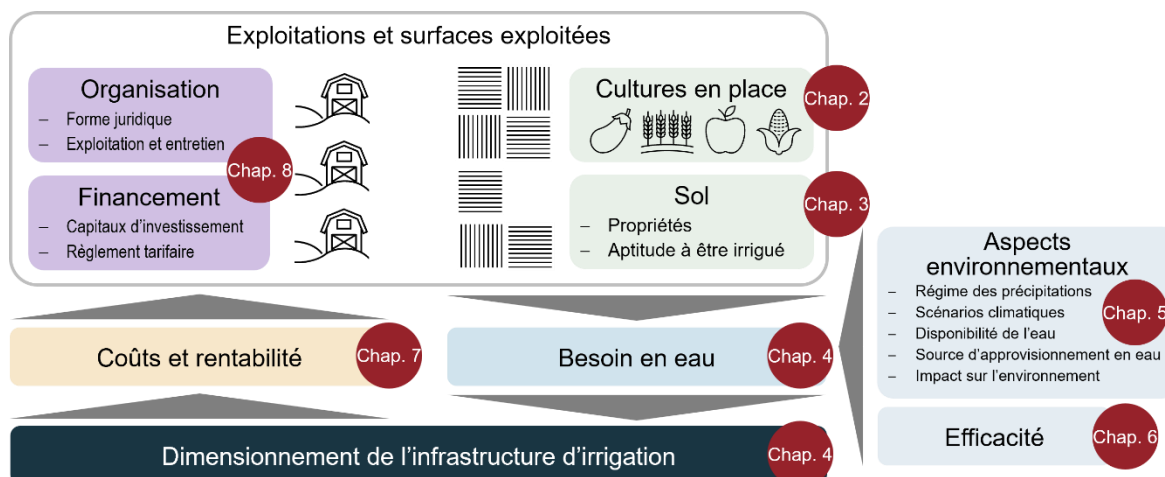 Exploitations et surfaces exploitées
Organisation
– Forme juridique
– Exploitation et entretien
Chap. 8
Financement
– Capitaux d’investissement
– Règlement tarifaire
Cultures en place
Chap. 2
Sol
Chap. 3
– Propriétés
– Aptitude à être irrigué
Aspects
environnementaux
– Régime des précipitations
– Scénarios climatiques
– Disponibilité de l’eau
– Source d’approvisionnement en eau
– Impact sur l’environnement
Chap. 5
Coûts et rentabilité
Chap. 7
Besoin en eau
Chap. 4
Efficacité
Chap. 6
Dimensionnement de l’infrastructure d’irrigation
Chap. 4